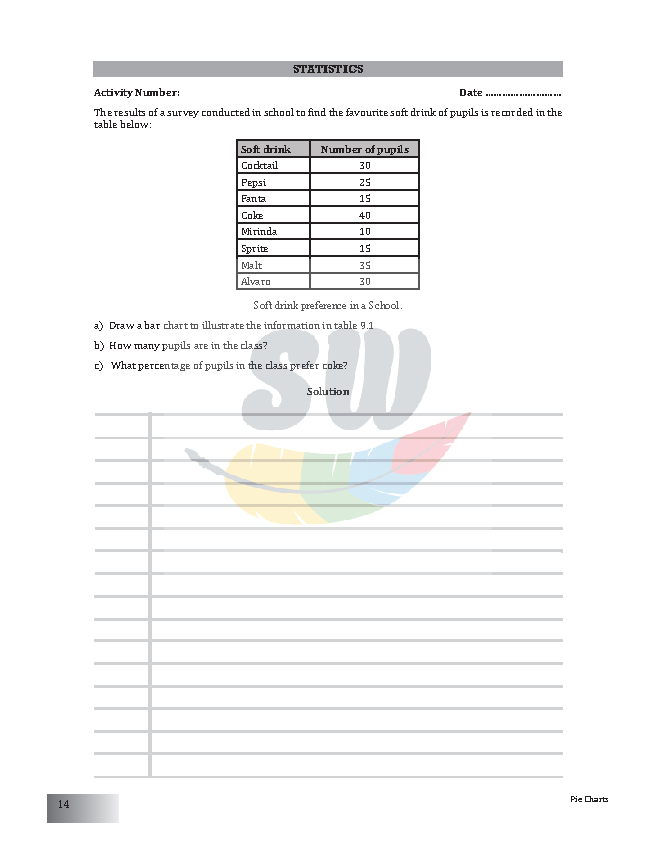 STATISTICS
Activity Number: Date ...........................
The results of a survey conducted in school to find the favourite soft drink of pupils is recorded in the
table below:
Soft drink Number of pupils
Cocktail 30
Pepsi 25
Fanta 15
Coke 40
Mirinda 10
Sprite 15
Malt 35
Alvaro 30
Soft drink preference in a School.
a) Draw a bar chart to illustrate the information in table 9.1
b) How many pupils are in the class?
c) What percentage of pupils in the class prefer coke?
Solution
SW
14
Pie Charts